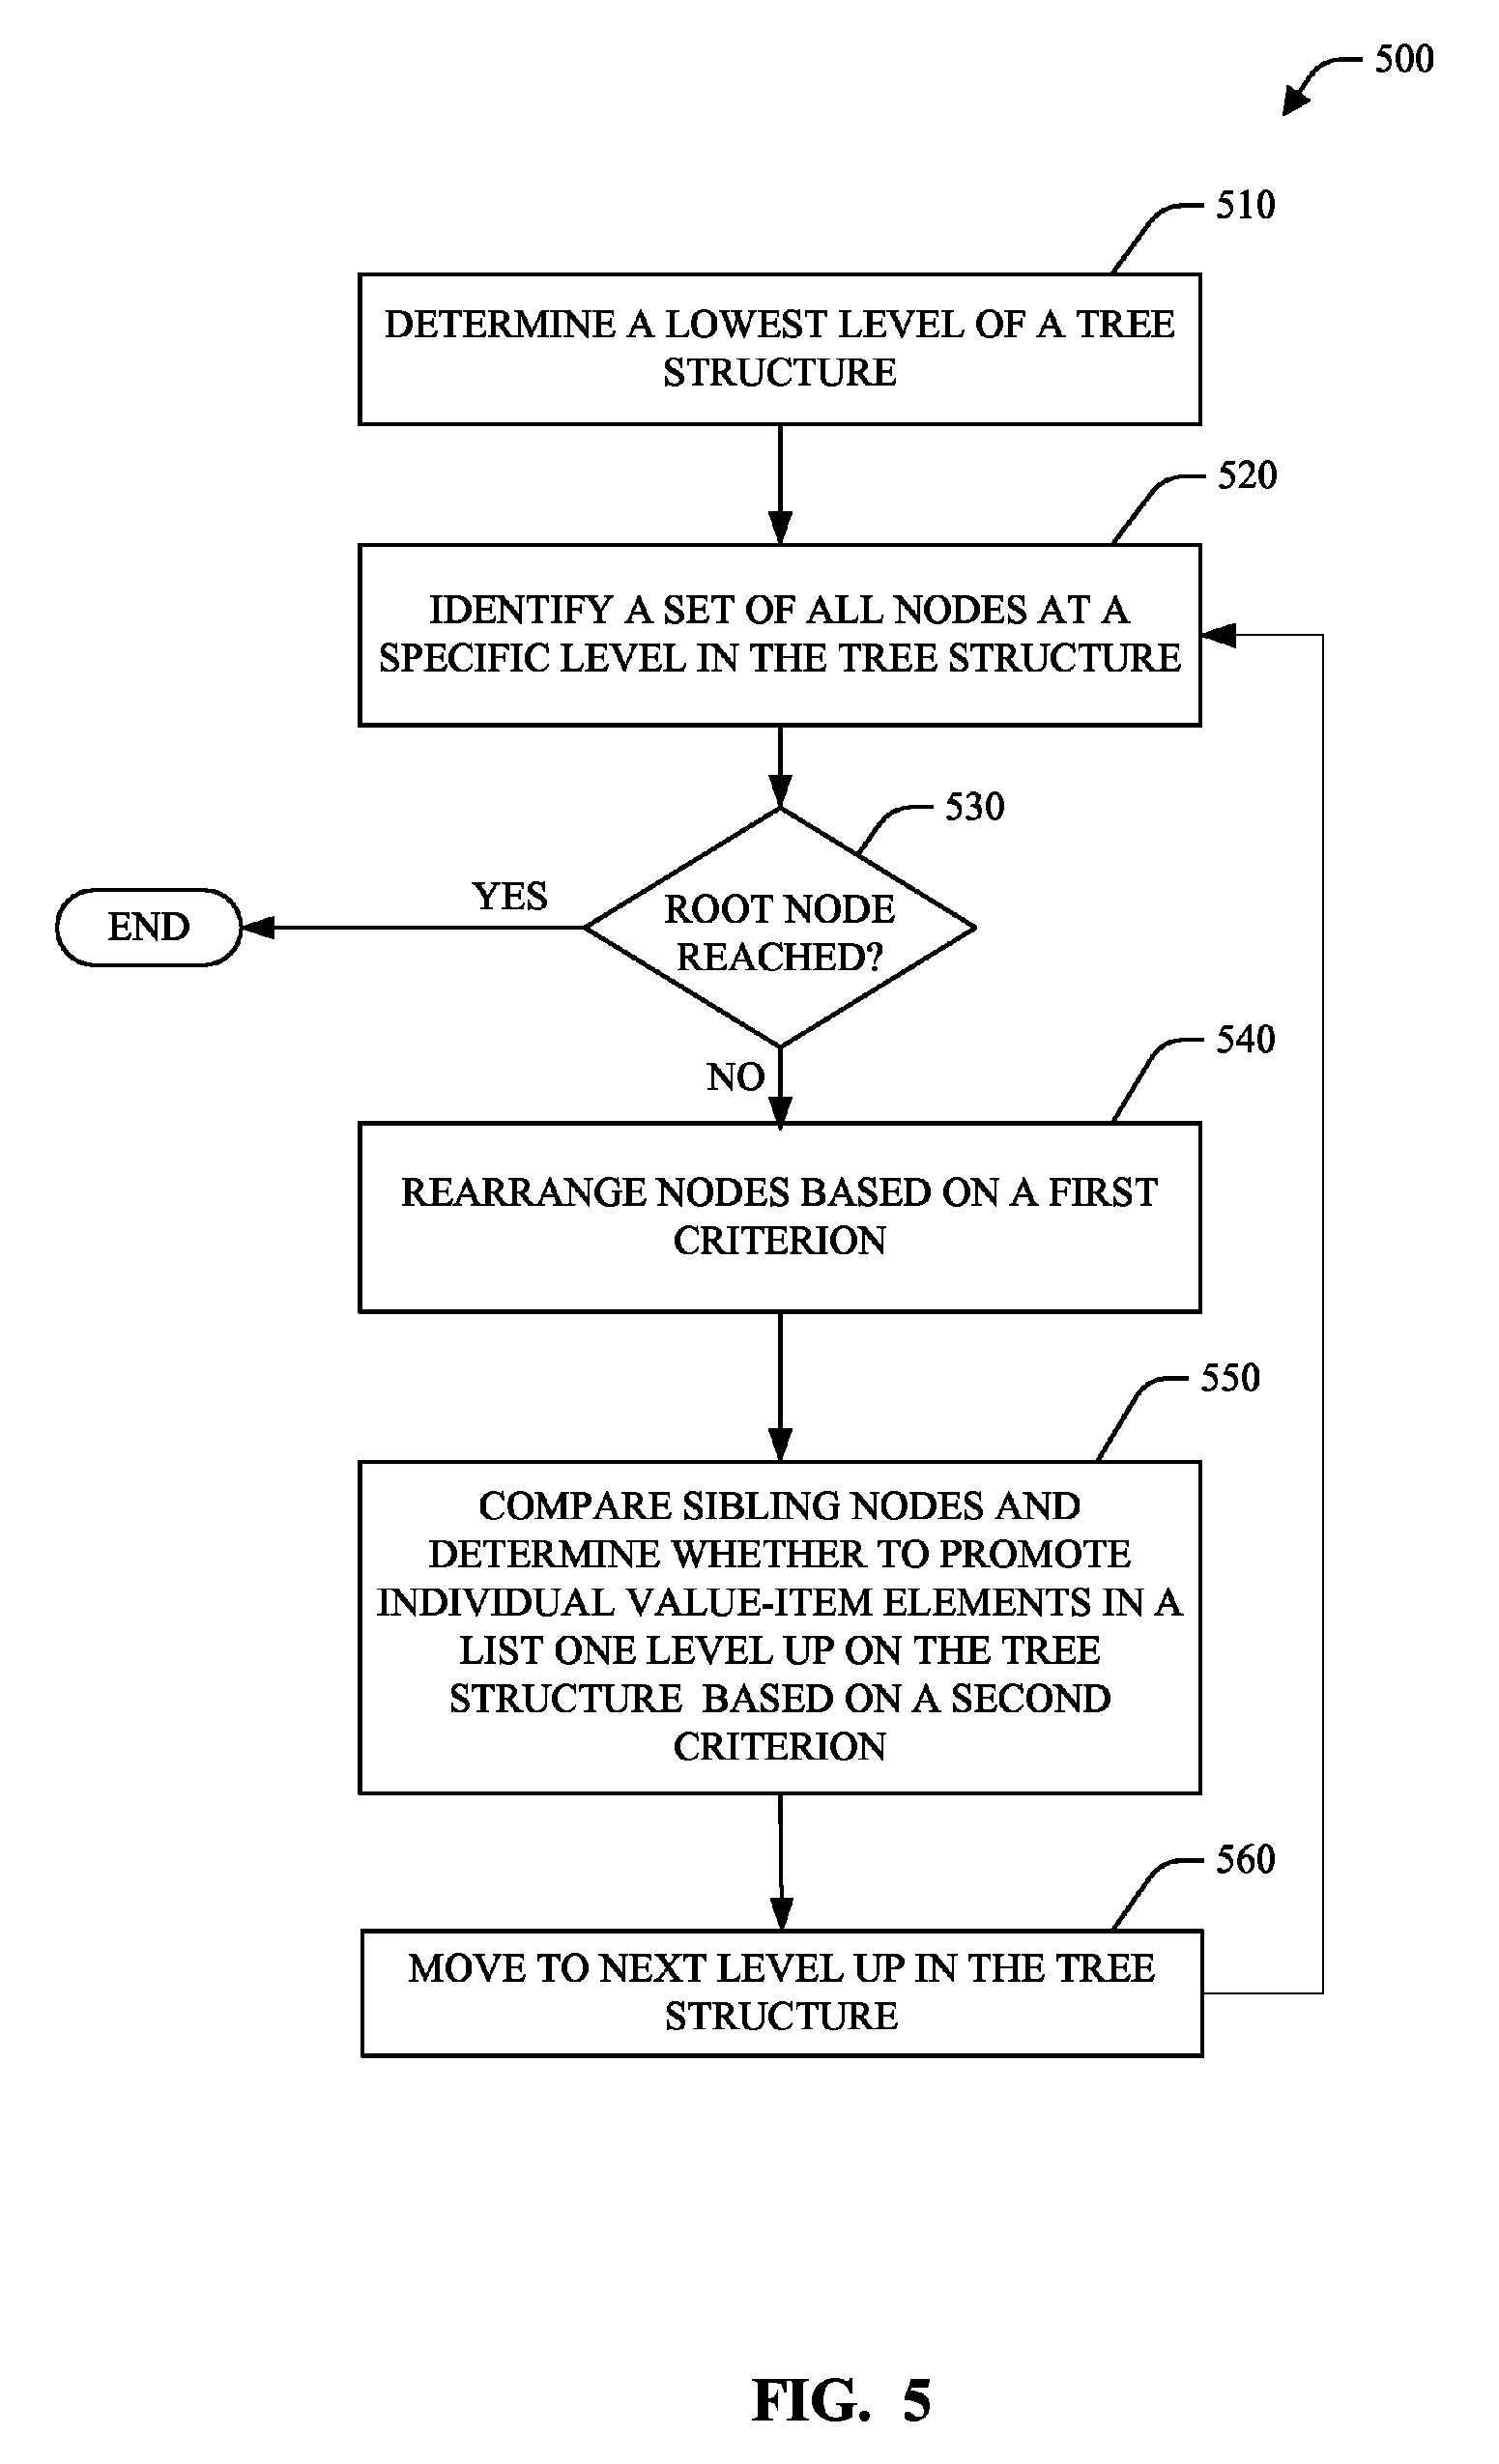 500
510
DETERMINE A LOWEST LEVEL OF A TREE
STRUCTURE
520
IDENTIFY A SET OF ALL NODES AT A
SPECIFIC LEVEL IN THE TREE STRUCTURE
530
ROOT NODE
REACHED?
YES
END
NO
540
REARRANGE NODES BASED ON A FIRST
CRITERION
550
COMPARE SIBLING NODES AND
DETERMINE WHETHER TO PROMOTE
INDIVIDUAL VALUE-ITEM ELEMENTS IN A
LIST ONE LEVEL UP ON THE TREE
STRUCTURE BASED ON A SECOND
CRITERION
560
MOVE TO NEXT LEVEL UP IN THE TREE
STRUCTURE
FIG. 5